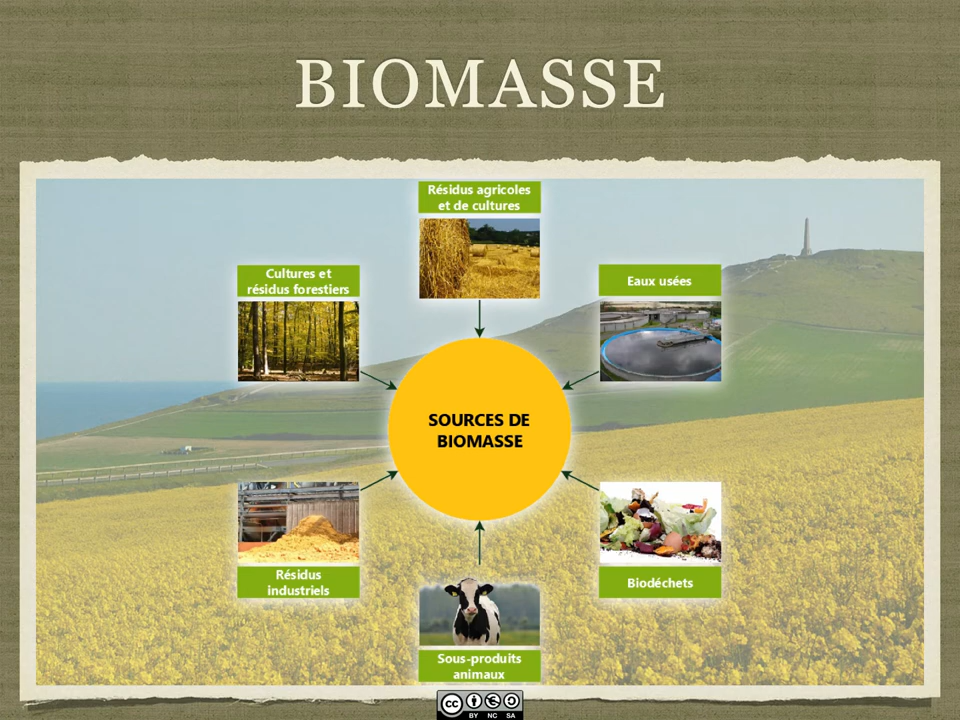 BIOMASSE
Résidus agricoles
et de cultures
Cultures et
résidus forestiers
Eaux usées
SOURCES DE
BIOMASSE
Résidus
industriels
Biodéchets
Sous-produits
animaux
cc
BY NC SA